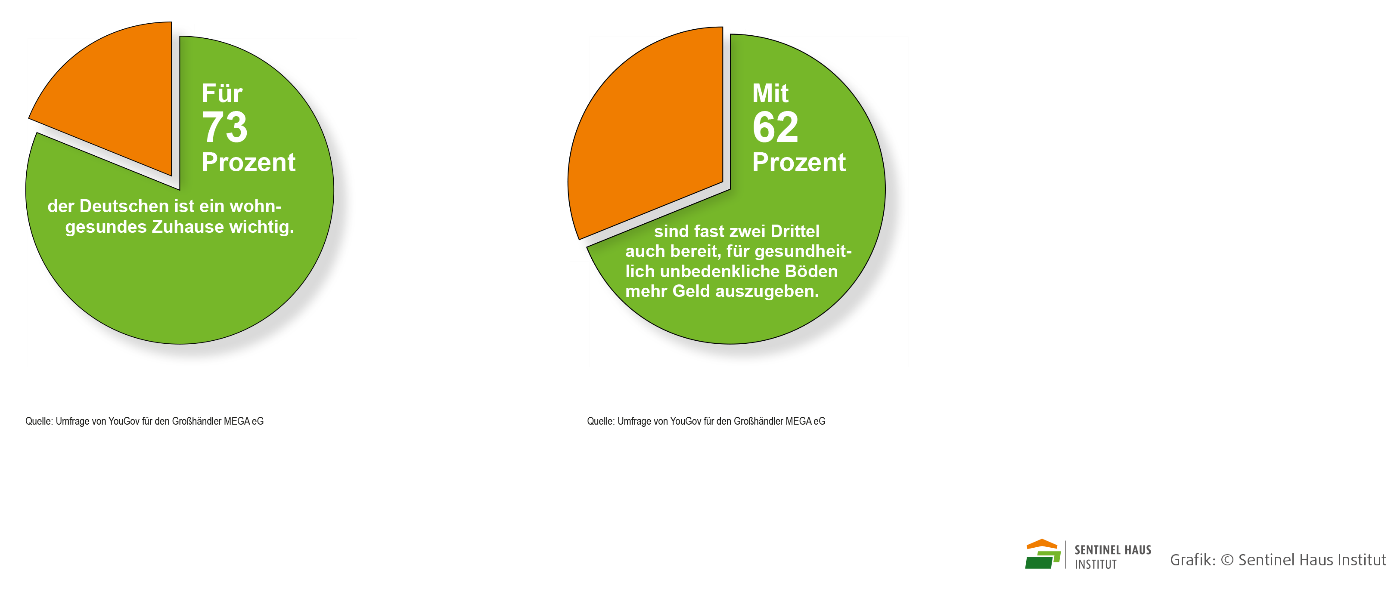 Für
73
Prozent
der Deutschen ist ein wohn-
gesundes Zuhause wichtig.
Quelle: Umfrage von YouGov für den Großhändler MEGA eG
Mit
62
Prozent
sind fast zwei Drittel
auch bereit, für gesundheit-
lich unbedenkliche Böden
mehr Geld auszugeben.
Quelle: Umfrage von YouGov für den Großhändler MEGA eG
SENTINEL HAUS
INSTITUT
Grafik: © Sentinel Haus Institut